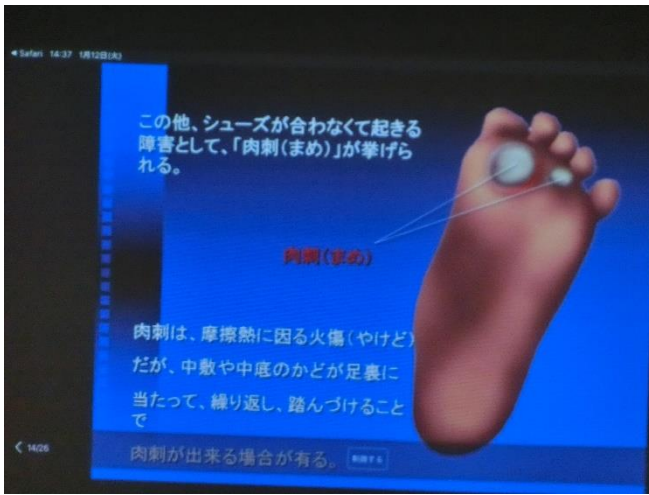 ◀Safari 14:37 1月12日(火)
この他、シューズが合わなくて起きる
障害として、「肉刺(まめ)」が挙げら
れる。
肉刺(まめ)
肉刺は、摩擦熱に因る火傷(やけど)
だが、中敷や中底のかどが足裏に
当たって、繰り返し、踏んづけること
で
肉刺が出来る場合が有る。
14/26